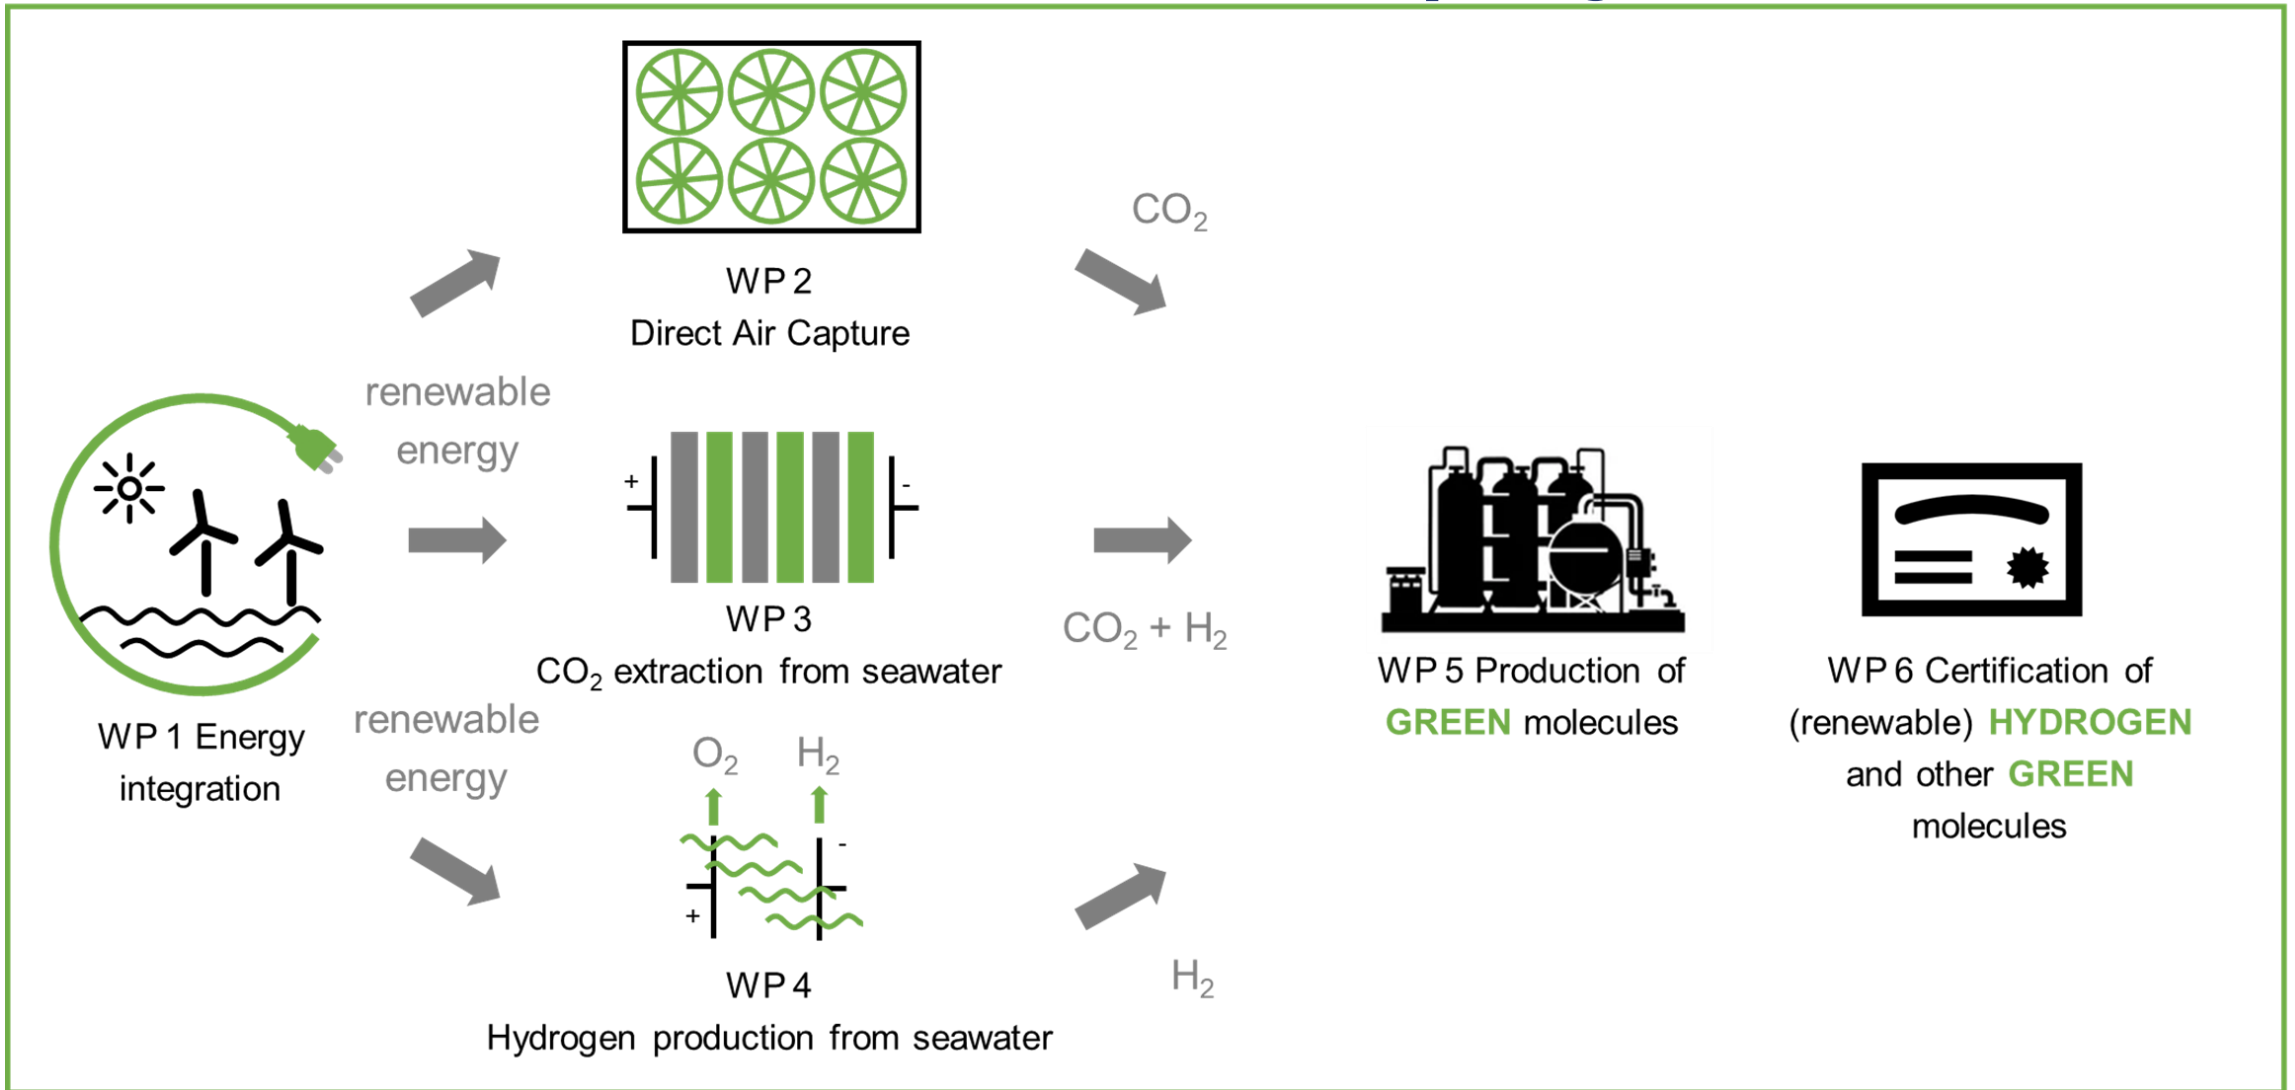 CO₂
WP 2
Direct Air Capture
renewable
energy
+
-
WP 3
CO₂ extraction from seawater
CO₂ + H₂
WP 1 Energy
integration
renewable
energy
O₂ H₂
-
+
WP 4
Hydrogen production from seawater
H₂
WP 5 Production of
GREEN molecules
WP 6 Certification of
(renewable) HYDROGEN
and other GREEN
molecules